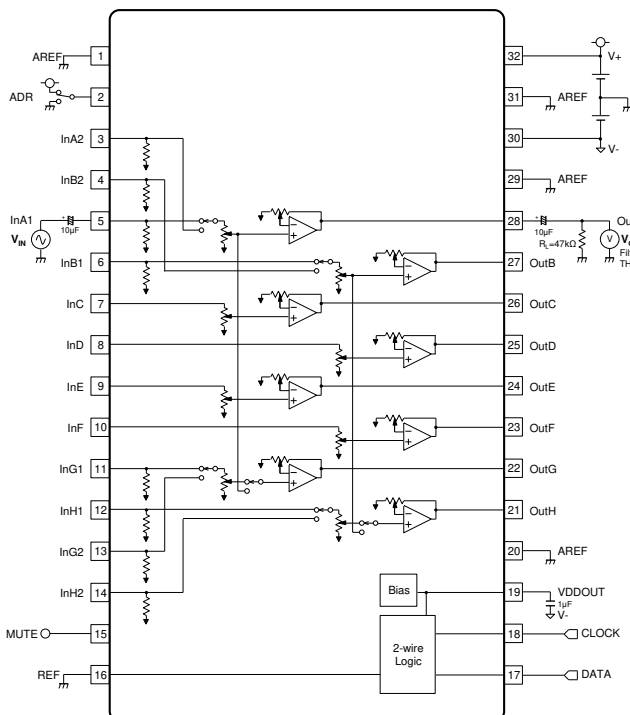 AREF 1
ADR 2
InA2 3
InB2 4
InA1 5
+
10µF
VIN
InB1 6
InC 7
InD 8
InE 9
InF 10
InG1 11
InH1 12
InG2 13
InH2 14
MUTE 15
REF 16
32 V+
31 AREF
30 V-
29 AREF
28
+
10µF
RL=47kΩ
Ou
V
V
Fil
TH
27 OutB
26 OutC
25 OutD
24 OutE
23 OutF
22 OutG
21 OutH
20 AREF
19 VDDOUT
1µF
V-
18 CLOCK
17 DATA
Bias
2-wire
Logic
− +
− +
− +
− +
− +
− +
− +
− +